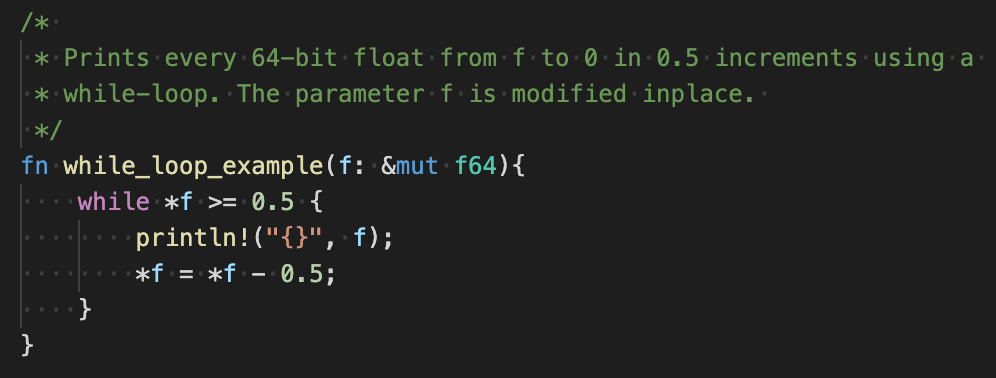 /*
 * Prints every 64-bit float from f to 0 in 0.5 increments using a
 * while-loop. The parameter f is modified inplace.
 */
fn while_loop_example(f: &mut f64){
    while *f >= 0.5 {
        println!("{}", f);
        *f = *f - 0.5;
    }
}